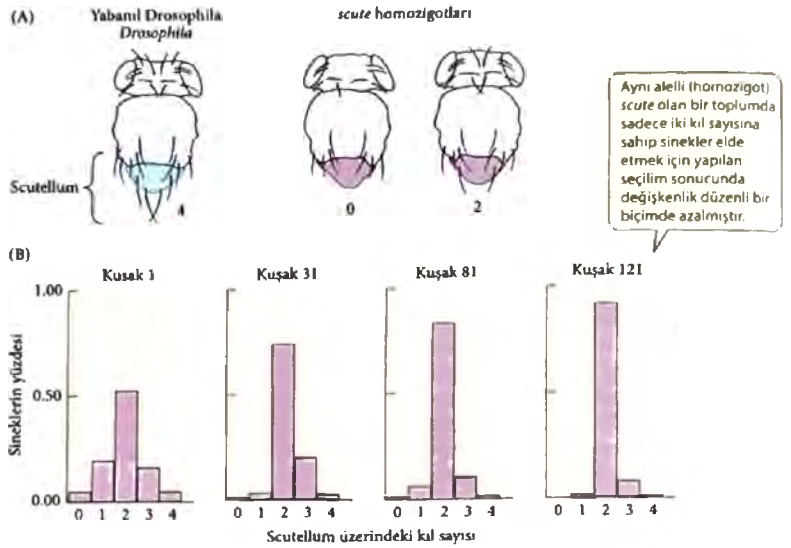 (A)
Yabanıl Drosophila
Drosophila
scute homozigotları
Scutellum
4
0
2
Aynı alelli (homozigot)
scute olan bir toplumda
sadece iki kıl sayısına
sahip sinekler elde
etmek için yapılan
seçilim sonucunda
değişkenlik düzenli bir
biçimde azalmıştır.
(B)
Kuşak 1
Kuşak 31
Kuşak 81
Kuşak 121
Sineklerin yüzdesi
1.00
0.50
0.00
0 1 2 3 4
0 1 2 3 4
0 1 2 3 4
0 1 2 3 4
Scutellum üzerindeki kıl sayısı